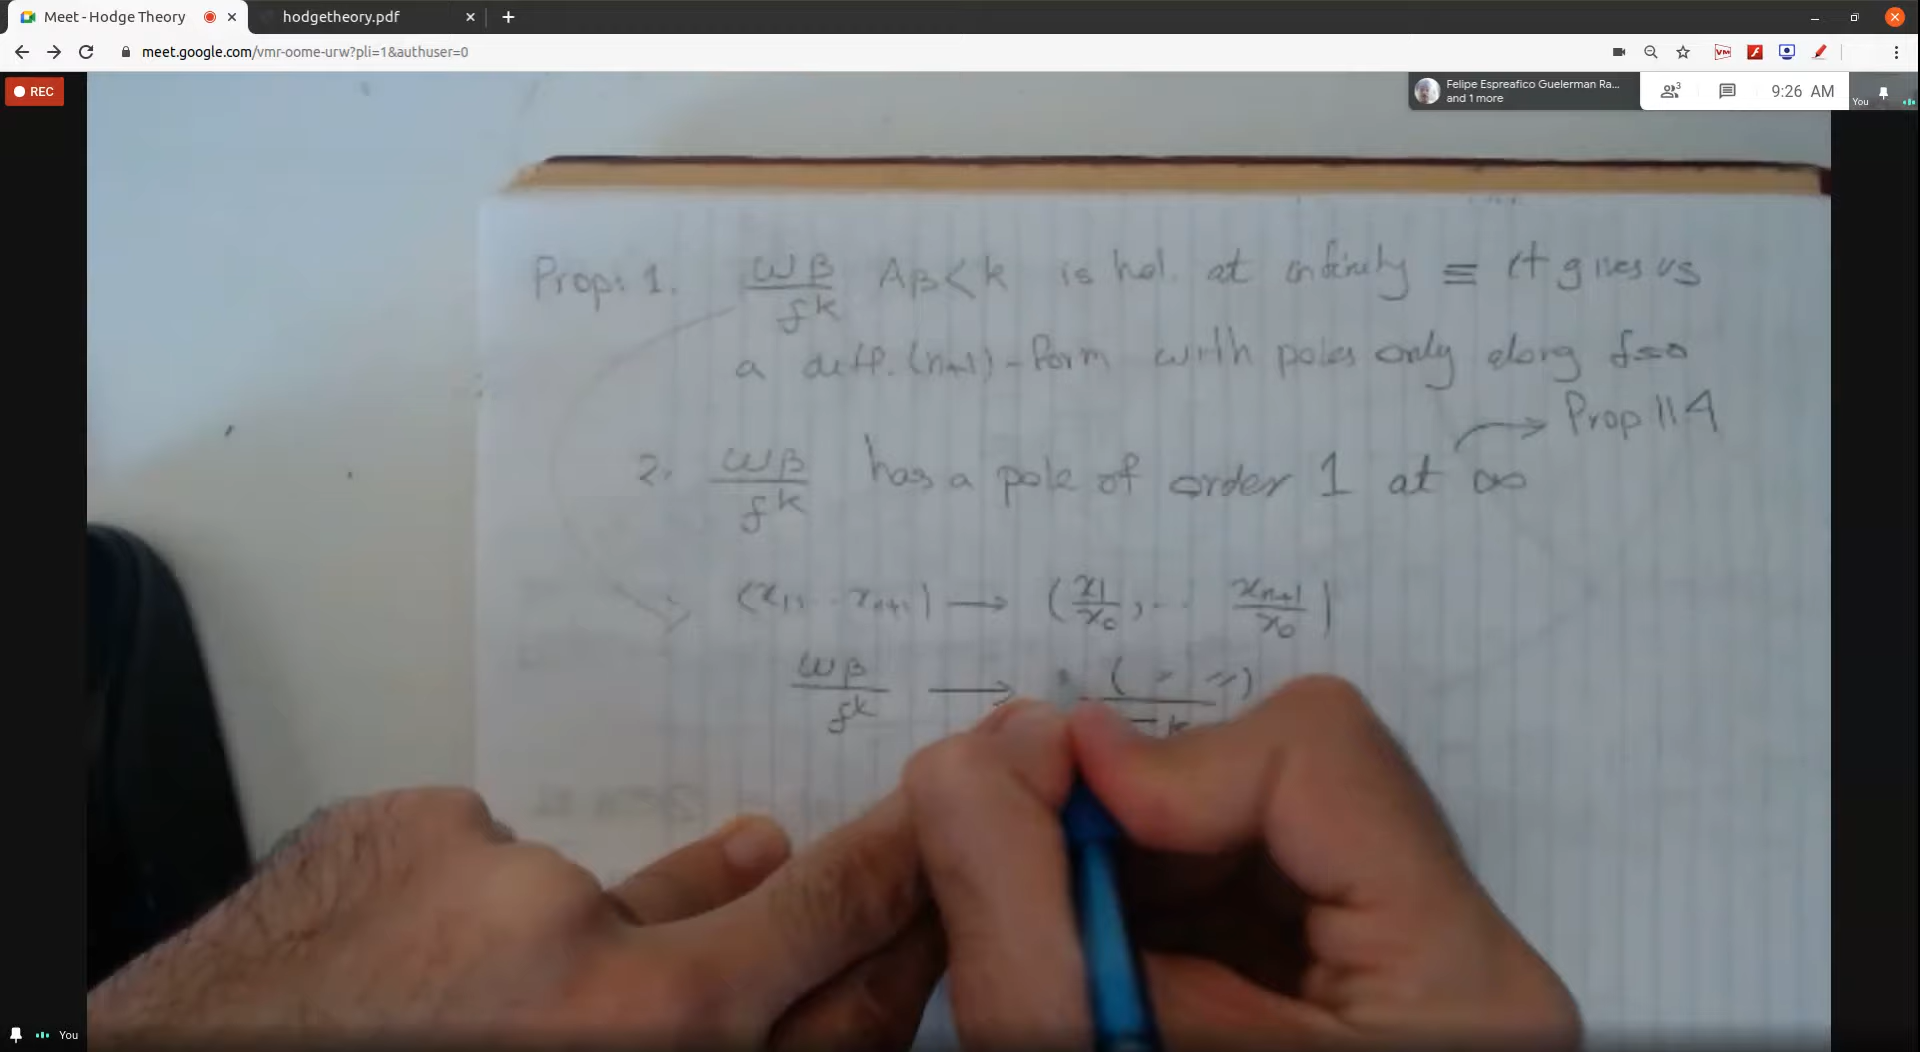 Meet - Hodge Theory
hodgetheory.pdf
meet.google.com/vmr-oome-urw?pli=1&authuser=0
REC
Felipe Espreafico Guelerman Ra...
and 1 more
3
9:26 AM
You
Prop: 1. ωβ/f^k Aβ<k is hol. at infinity ≡ it gives us
a diff. (n+1)-form with poles only along f=0
Prop 11.4
2. ωβ/f^k has a pole of order 1 at ∞
(x1, .. xn+1) → (x1/x0, ... xn+1/x0)
ωβ/f^k →
You